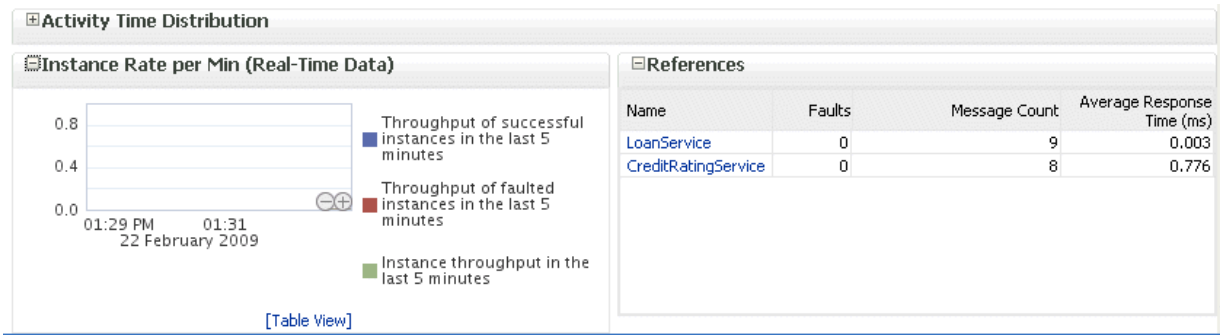 Activity Time Distribution
Instance Rate per Min (Real-Time Data)
0.8
0.4
0.0
01:29 PM 01:31
22 February 2009
Throughput of successful
instances in the last 5
minutes
Throughput of faulted
instances in the last 5
minutes
Instance throughput in the
last 5 minutes
[Table View]
References
Name Faults Message Count Average Response
Time (ms)
LoanService 0 9 0.003
CreditRatingService 0 8 0.776